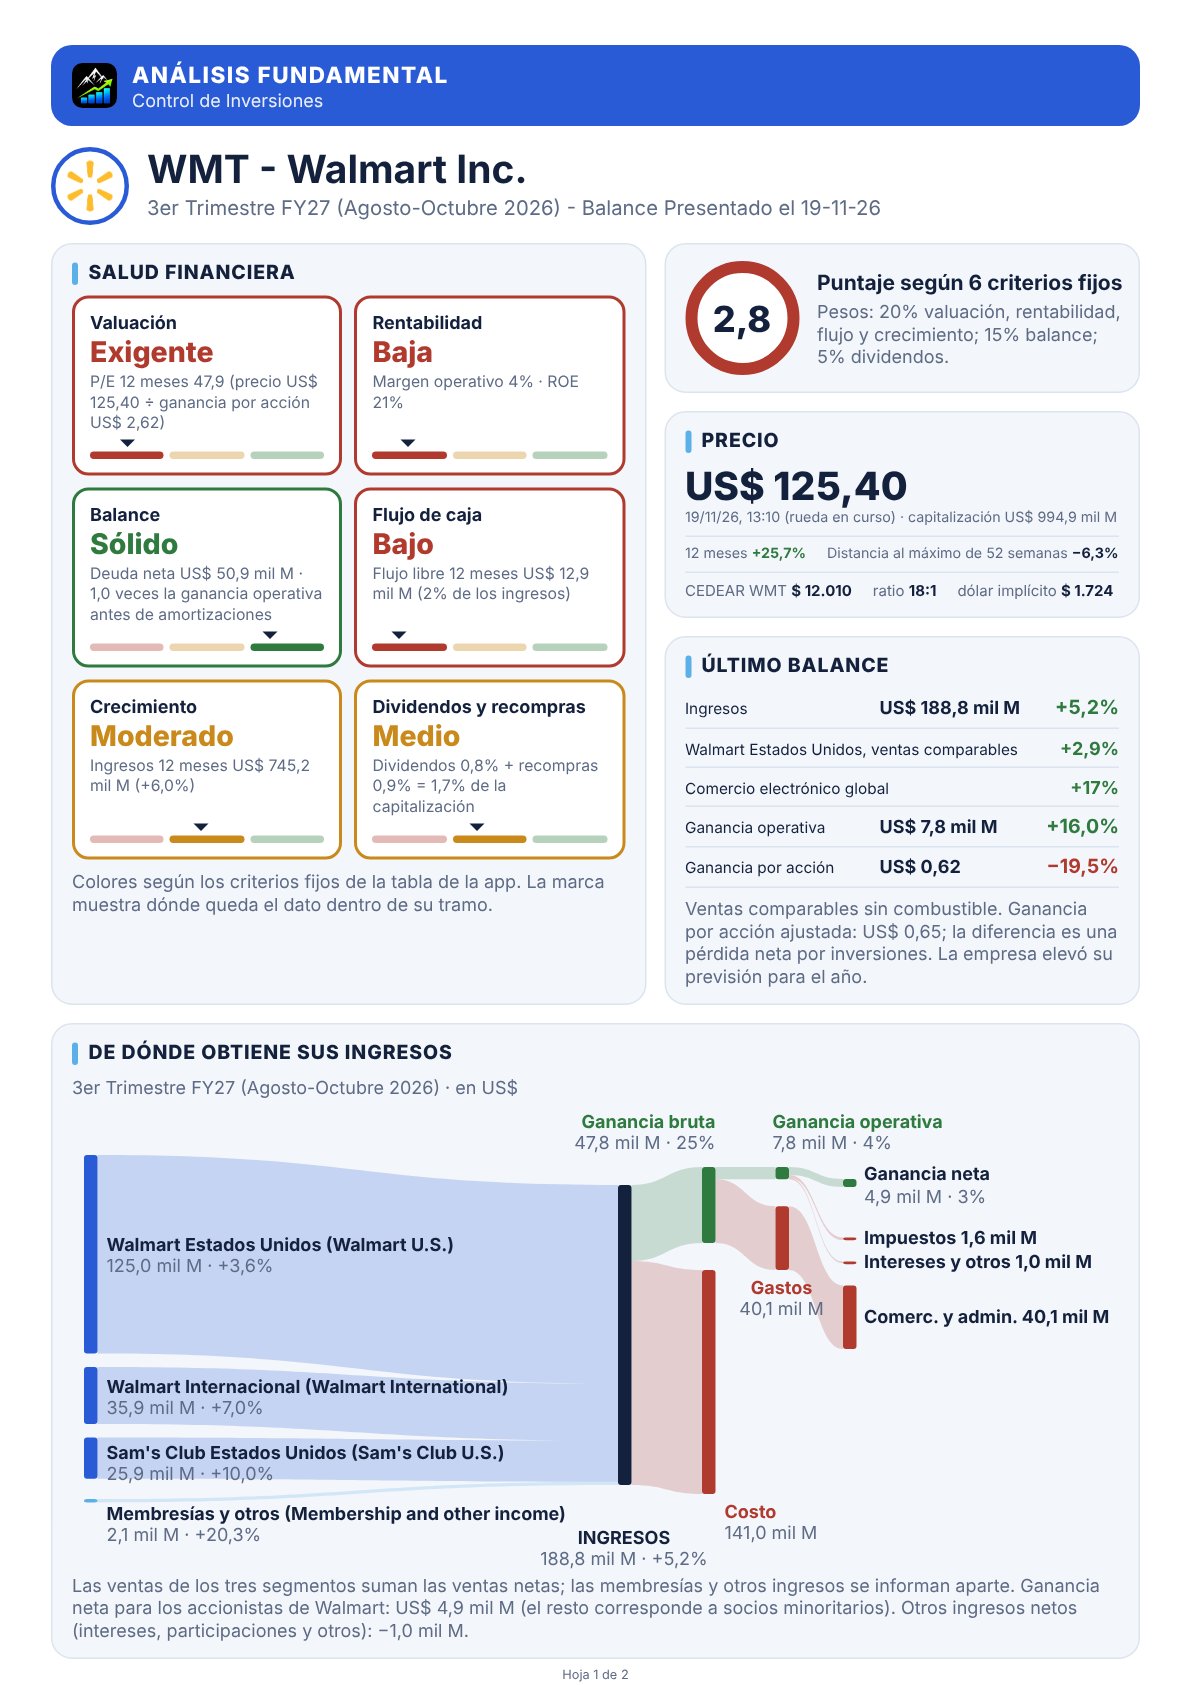 ANÁLISIS FUNDAMENTAL
Control de Inversiones
WMT - Walmart Inc.
3er Trimestre FY27 (Agosto-Octubre 2026) - Balance Presentado el 19-11-26
SALUD FINANCIERA
Valuación
Exigente
P/E 12 meses 47,9 (precio US$
125,40 ÷ ganancia por acción
US$ 2,62)
Rentabilidad
Baja
Margen operativo 4% · ROE
21%
Balance
Sólido
Deuda neta US$ 50,9 mil M ·
1,0 veces la ganancia operativa
antes de amortizaciones
Flujo de caja
Bajo
Flujo libre 12 meses US$ 12,9
mil M (2% de los ingresos)
Crecimiento
Moderado
Ingresos 12 meses US$ 745,2
mil M (+6,0%)
Dividendos y recompras
Medio
Dividendos 0,8% + recompras
0,9% = 1,7% de la
capitalización
Colores según los criterios fijos de la tabla de la app. La marca
muestra dónde queda el dato dentro de su tramo.
2,8
Puntaje según 6 criterios fijos
Pesos: 20% valuación, rentabilidad,
flujo y crecimiento; 15% balance;
5% dividendos.
PRECIO
US$ 125,40
19/11/26, 13:10 (rueda en curso) · capitalización US$ 994,9 mil M
12 meses +25,7% Distancia al máximo de 52 semanas −6,3%
CEDEAR WMT $ 12.010 ratio 18:1 dólar implícito $ 1.724
ÚLTIMO BALANCE
Ingresos US$ 188,8 mil M +5,2%
Walmart Estados Unidos, ventas comparables +2,9%
Comercio electrónico global +17%
Ganancia operativa US$ 7,8 mil M +16,0%
Ganancia por acción US$ 0,62 −19,5%
Ventas comparables sin combustible. Ganancia
por acción ajustada: US$ 0,65; la diferencia es una
pérdida neta por inversiones. La empresa elevó su
previsión para el año.
DE DÓNDE OBTIENE SUS INGRESOS
3er Trimestre FY27 (Agosto-Octubre 2026) · en US$
Ganancia bruta
47,8 mil M · 25%
Ganancia operativa
7,8 mil M · 4%
Ganancia neta
4,9 mil M · 3%
Impuestos 1,6 mil M
Intereses y otros 1,0 mil M
Gastos
40,1 mil M
Comerc. y admin. 40,1 mil M
Walmart Estados Unidos (Walmart U.S.)
125,0 mil M · +3,6%
Walmart Internacional (Walmart International)
35,9 mil M · +7,0%
Sam's Club Estados Unidos (Sam's Club U.S.)
25,9 mil M · +10,0%
Membresías y otros (Membership and other income)
2,1 mil M · +20,3%
Costo
141,0 mil M
INGRESOS
188,8 mil M · +5,2%
Las ventas de los tres segmentos suman las ventas netas; las membresías y otros ingresos se informan aparte. Ganancia
neta para los accionistas de Walmart: US$ 4,9 mil M (el resto corresponde a socios minoritarios). Otros ingresos netos
(intereses, participaciones y otros): −1,0 mil M.
Hoja 1 de 2